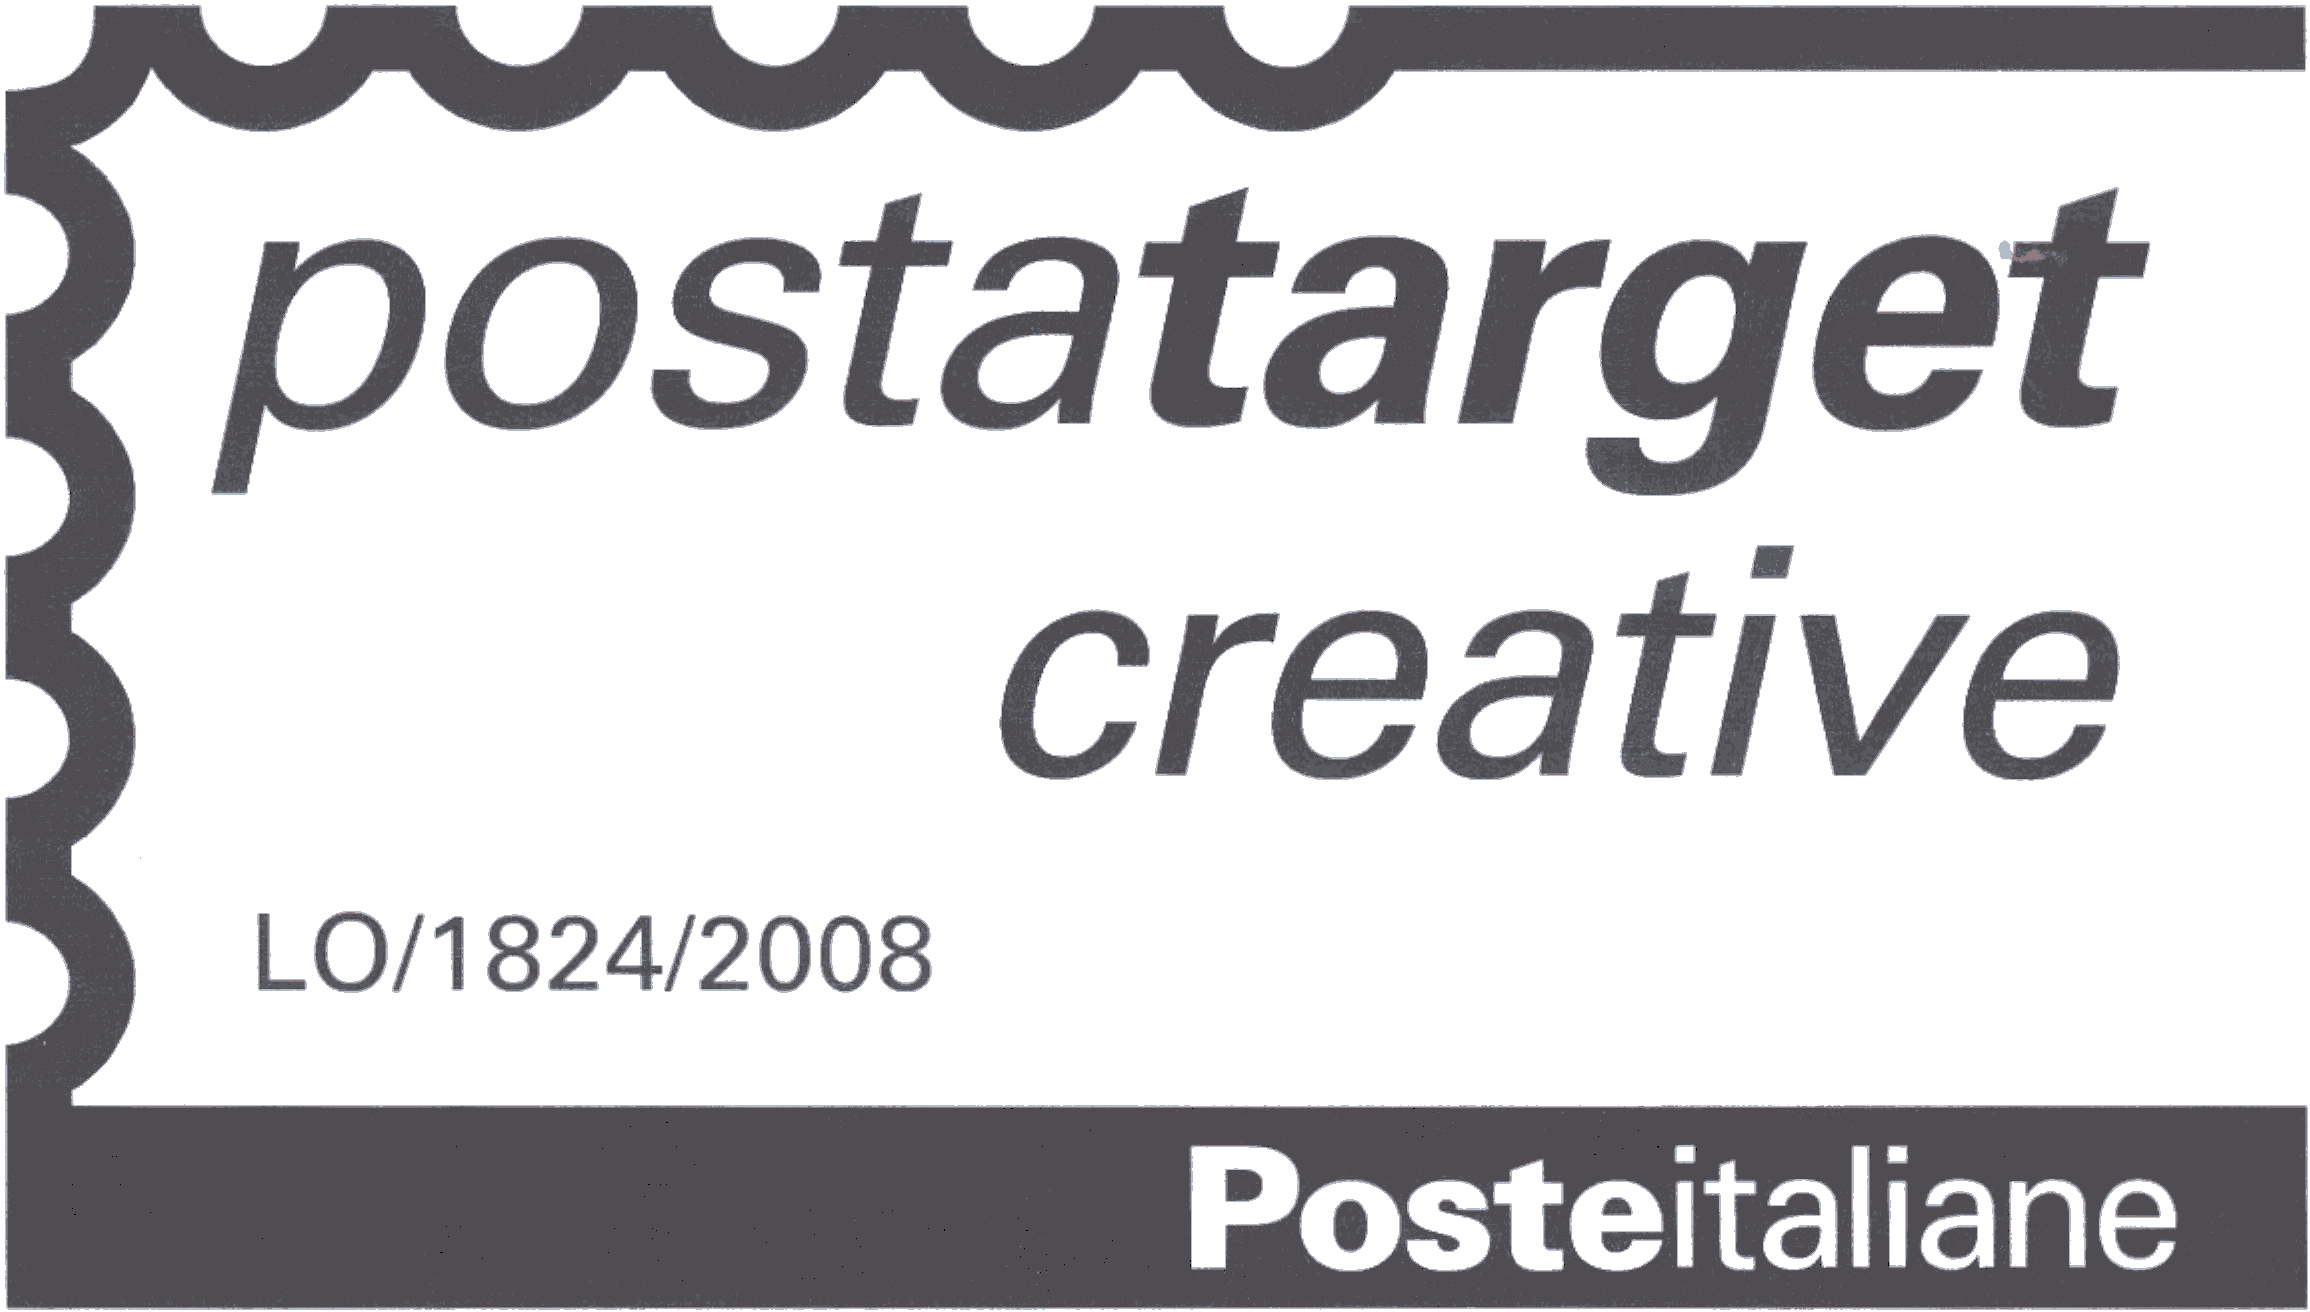 postatarget
creative
LO/1824/2008
Posteitaliane